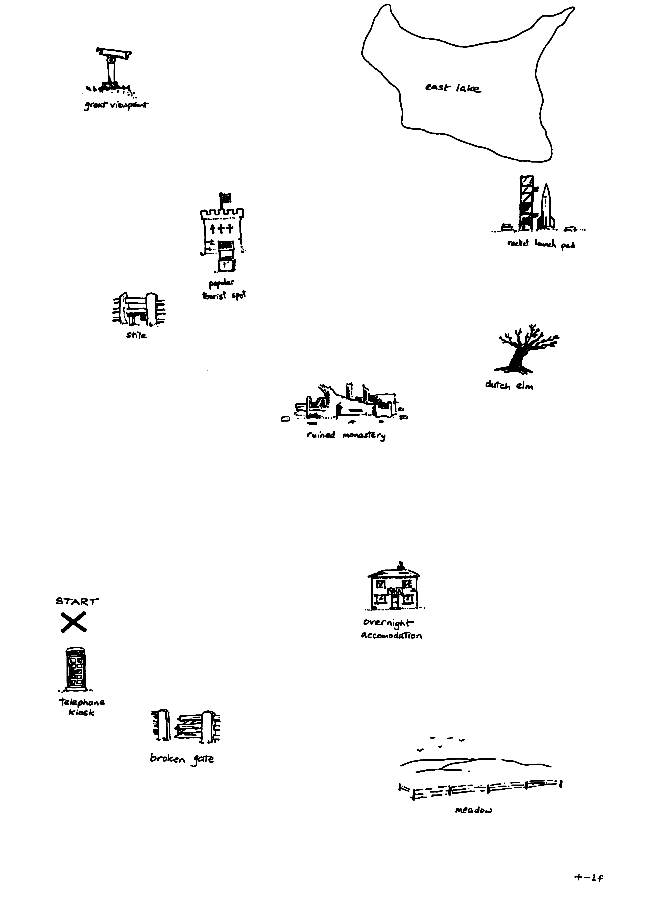 east lake
great viewpoint
rocket launch pad
popular
tourist spot
stile
dutch elm
ruined monastery
START
overnight
accomodation
Telephone
kiosk
broken gate
meadow